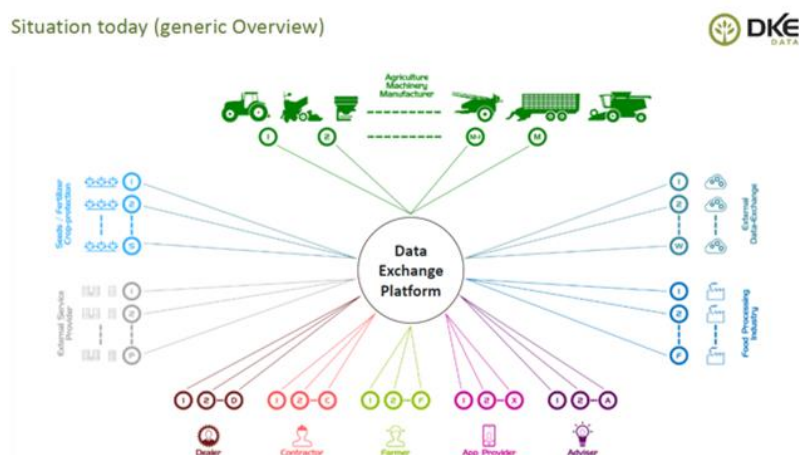 Situation today (generic Overview)
DKE
DATA
Agriculture
Machinery
Manufacturer
1
2
M-1
M
Seeds / Fertilizer
Crop-protection
1
2
S
External
Data-Exchange
1
2
W
Data
Exchange
Platform
External Service
Provider
1
2
P
Food Processing
Industry
1
2
F
1 2 D
1 2 C
1 2 F
1 2 X
1 2 A
Dealer
Contractor
Farmer
App Provider
Adviser